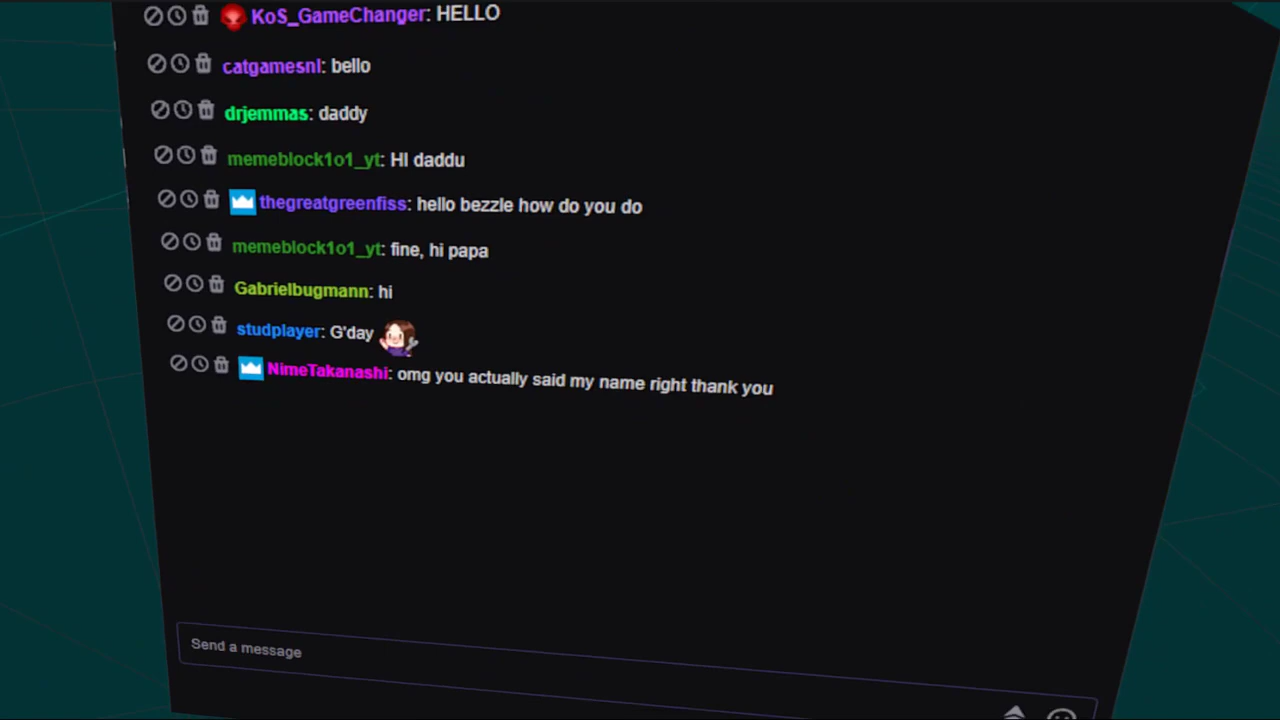 KoS_GameChanger: HELLO
catgamesnl: bello
drjemmas: daddy
memeblock1o1_yt: HI daddu
thegreatgreenfiss: hello bezzle how do you do
memeblock1o1_yt: fine, hi papa
Gabrielbugmann: hi
studplayer: G'day
NimeTakanashi: omg you actually said my name right thank you
Send a message